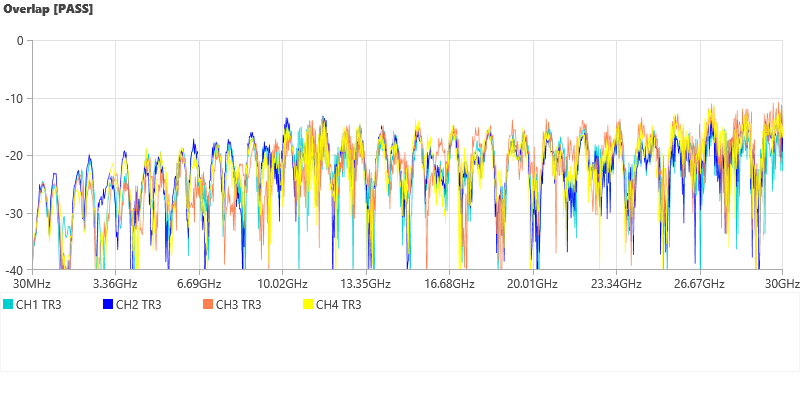 Overlap [PASS]
0
-10
-20
-30
-40
30MHz 3.36GHz 6.69GHz 10.02GHz 13.35GHz 16.68GHz 20.01GHz 23.34GHz 26.67GHz 30GHz
CH1 TR3 CH2 TR3 CH3 TR3 CH4 TR3